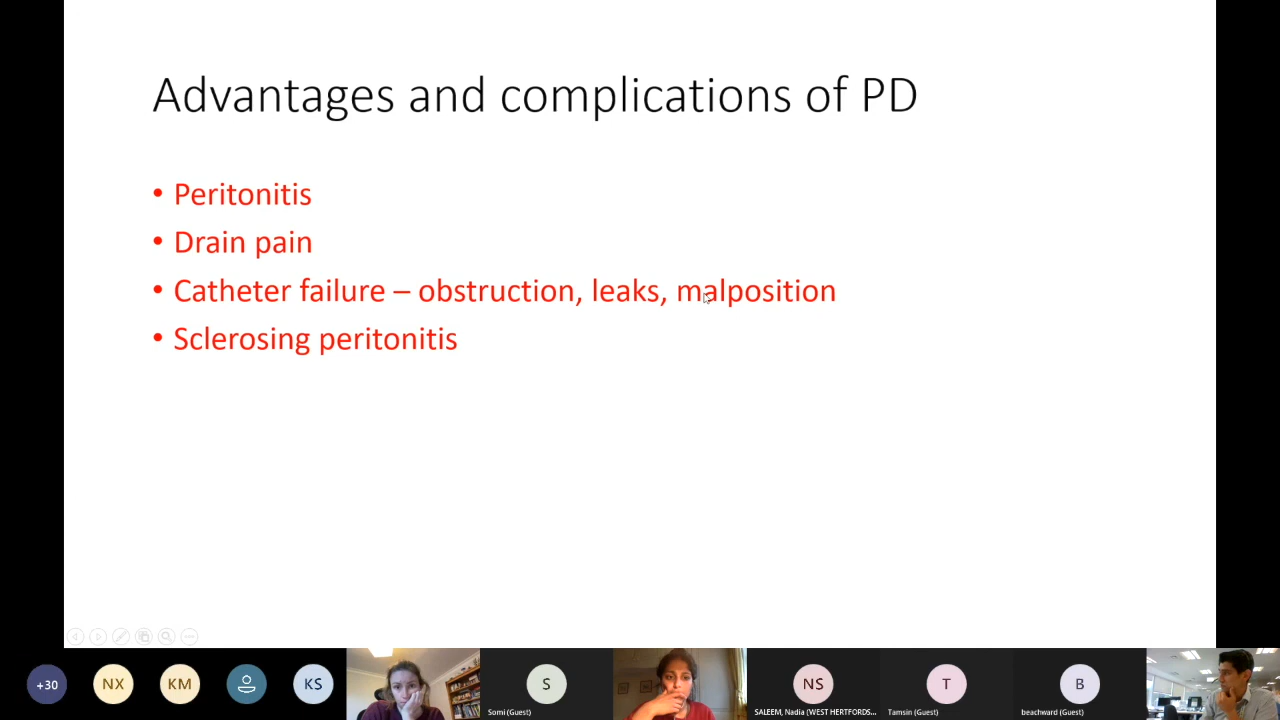 Advantages and complications of PD
• Peritonitis
• Drain pain
• Catheter failure – obstruction, leaks, malposition
• Sclerosing peritonitis
+30
NX
KM
KS
S
Somi (Guest)
NS
SALEEM, Nadia (WEST HERTFORDS...
T
Tamsin (Guest)
B
beachward (Guest)